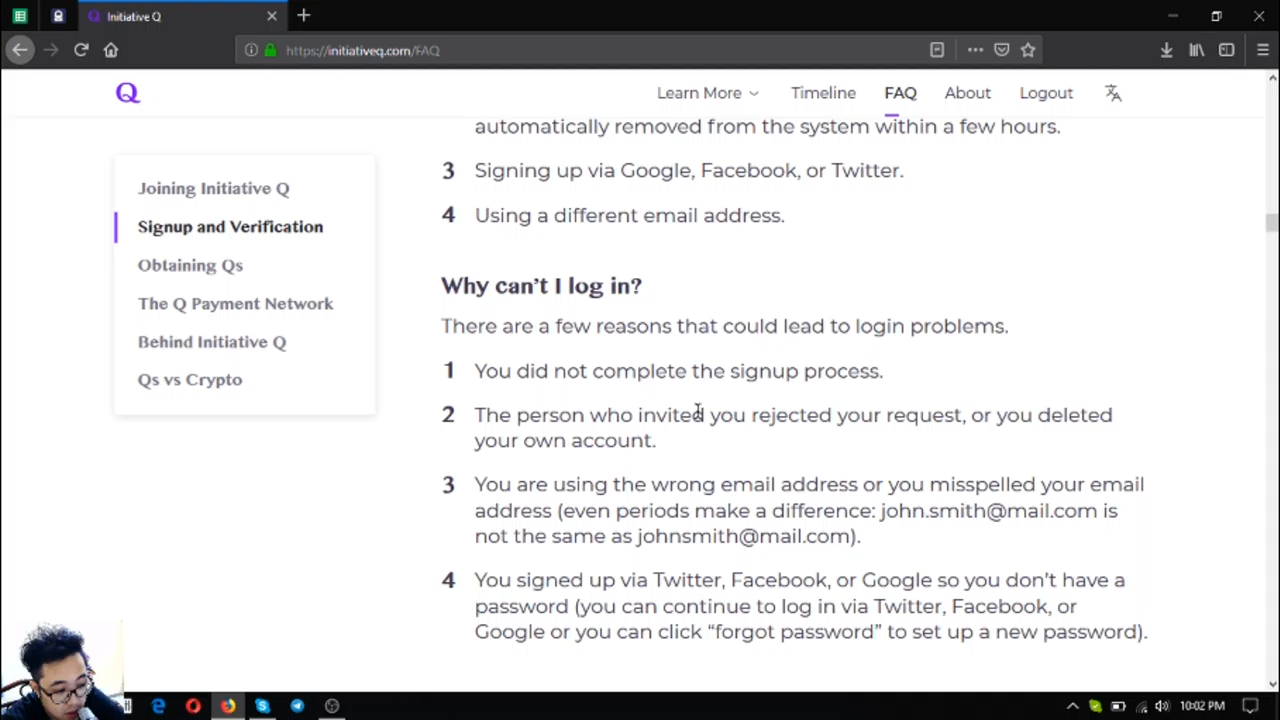 Initiative Q
https://initiativeq.com/FAQ
Q
Learn More
Timeline
FAQ
About
Logout
automatically removed from the system within a few hours.
Joining Initiative Q
Signup and Verification
Obtaining Qs
The Q Payment Network
Behind Initiative Q
Qs vs Crypto
3 Signing up via Google, Facebook, or Twitter.
4 Using a different email address.
Why can’t I log in?
There are a few reasons that could lead to login problems.
1 You did not complete the signup process.
2 The person who invited you rejected your request, or you deleted
your own account.
3 You are using the wrong email address or you misspelled your email
address (even periods make a difference: john.smith@mail.com is
not the same as johnsmith@mail.com).
4 You signed up via Twitter, Facebook, or Google so you don’t have a
password (you can continue to log in via Twitter, Facebook, or
Google or you can click “forgot password” to set up a new password).
10:02 PM